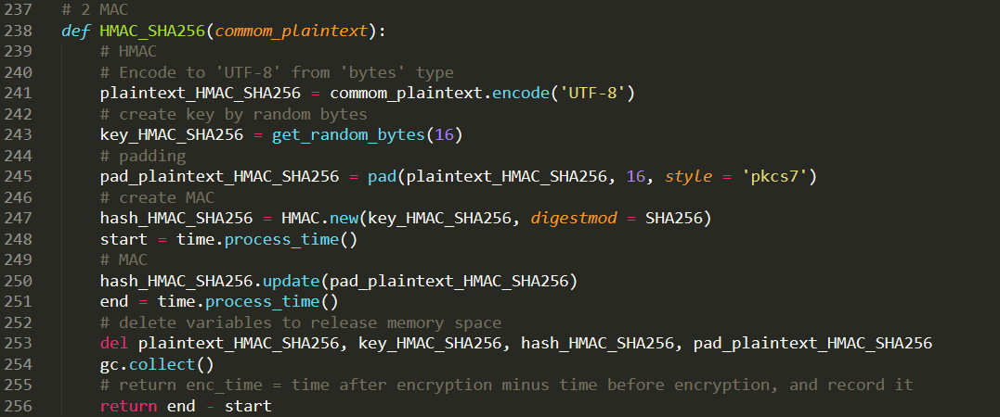 237 # 2 MAC
238 def HMAC_SHA256(commom_plaintext):
239 # HMAC
240 # Encode to 'UTF-8' from 'bytes' type
241 plaintext_HMAC_SHA256 = commom_plaintext.encode('UTF-8')
242 # create key by random bytes
243 key_HMAC_SHA256 = get_random_bytes(16)
244 # padding
245 pad_plaintext_HMAC_SHA256 = pad(plaintext_HMAC_SHA256, 16, style = 'pkcs7')
246 # create MAC
247 hash_HMAC_SHA256 = HMAC.new(key_HMAC_SHA256, digestmod = SHA256)
248 start = time.process_time()
249 # MAC
250 hash_HMAC_SHA256.update(pad_plaintext_HMAC_SHA256)
251 end = time.process_time()
252 # delete variables to release memory space
253 del plaintext_HMAC_SHA256, key_HMAC_SHA256, hash_HMAC_SHA256, pad_plaintext_HMAC_SHA256
254 gc.collect()
255 # return enc_time = time after encryption minus time before encryption, and record it
256 return end - start